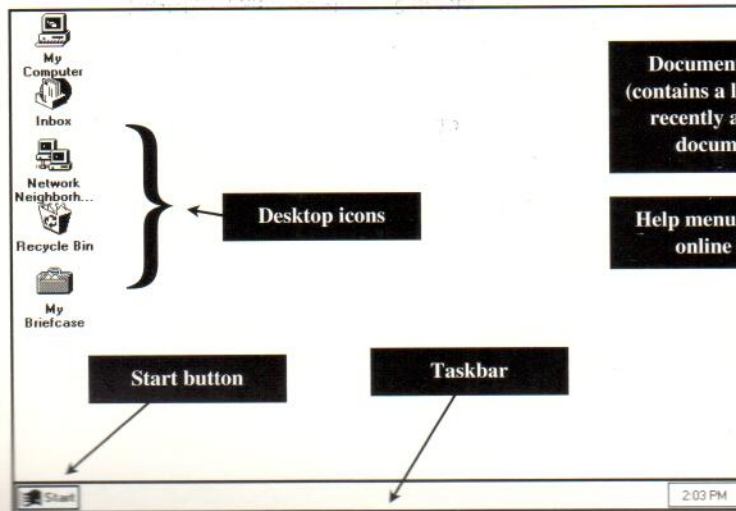 My
Computer
Inbox
Network
Neighborh...
Recycle Bin
My
Briefcase
Desktop icons
Documen
(contains a l
recently a
docum
Help menu
online
Start button
Taskbar
Start
2:03 PM